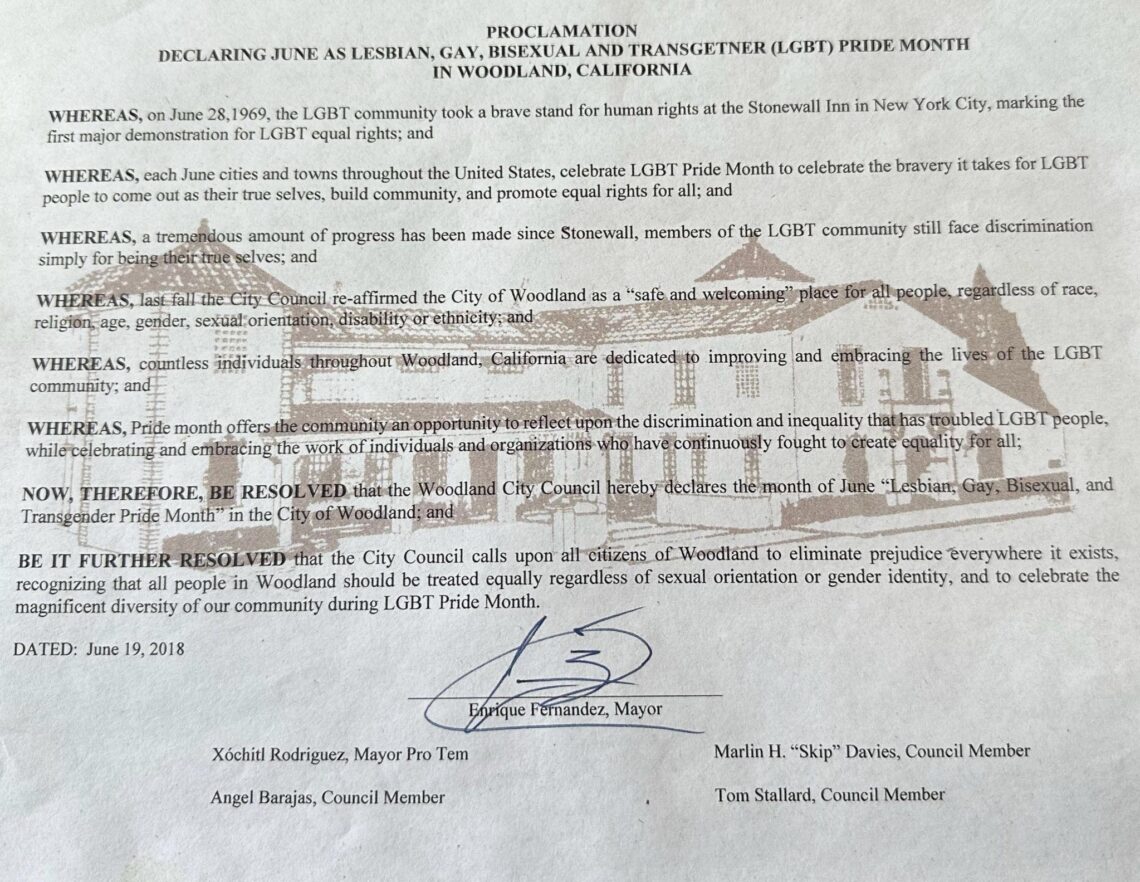 PROCLAMATION
DECLARING JUNE AS LESBIAN, GAY, BISEXUAL AND TRANSGETNER (LGBT) PRIDE MONTH
IN WOODLAND, CALIFORNIA
WHEREAS, on June 28,1969, the LGBT community took a brave stand for human rights at the Stonewall Inn in New York City, marking the
first major demonstration for LGBT equal rights; and
WHEREAS, each June cities and towns throughout the United States, celebrate LGBT Pride Month to celebrate the bravery it takes for LGBT
people to come out as their true selves, build community, and promote equal rights for all; and
WHEREAS, a tremendous amount of progress has been made since Stonewall, members of the LGBT community still face discrimination
simply for being their true selves; and
WHEREAS, last fall the City Council re-affirmed the City of Woodland as a “safe and welcoming” place for all people, regardless of race,
religion, age, gender, sexual orientation, disability or ethnicity; and
WHEREAS, countless individuals throughout Woodland, California are dedicated to improving and embracing the lives of the LGBT
community; and
WHEREAS, Pride month offers the community an opportunity to reflect upon the discrimination and inequality that has troubled LGBT people,
while celebrating and embracing the work of individuals and organizations who have continuously fought to create equality for all;
NOW, THEREFORE, BE RESOLVED that the Woodland City Council hereby declares the month of June “Lesbian, Gay, Bisexual, and
Transgender Pride Month” in the City of Woodland; and
BE IT FURTHER RESOLVED that the City Council calls upon all citizens of Woodland to eliminate prejudice everywhere it exists,
recognizing that all people in Woodland should be treated equally regardless of sexual orientation or gender identity, and to celebrate the
magnificent diversity of our community during LGBT Pride Month.
DATED: June 19, 2018
Enrique Fernandez, Mayor
Xóchitl Rodriguez, Mayor Pro Tem
Marlin H. “Skip” Davies, Council Member
Angel Barajas, Council Member
Tom Stallard, Council Member